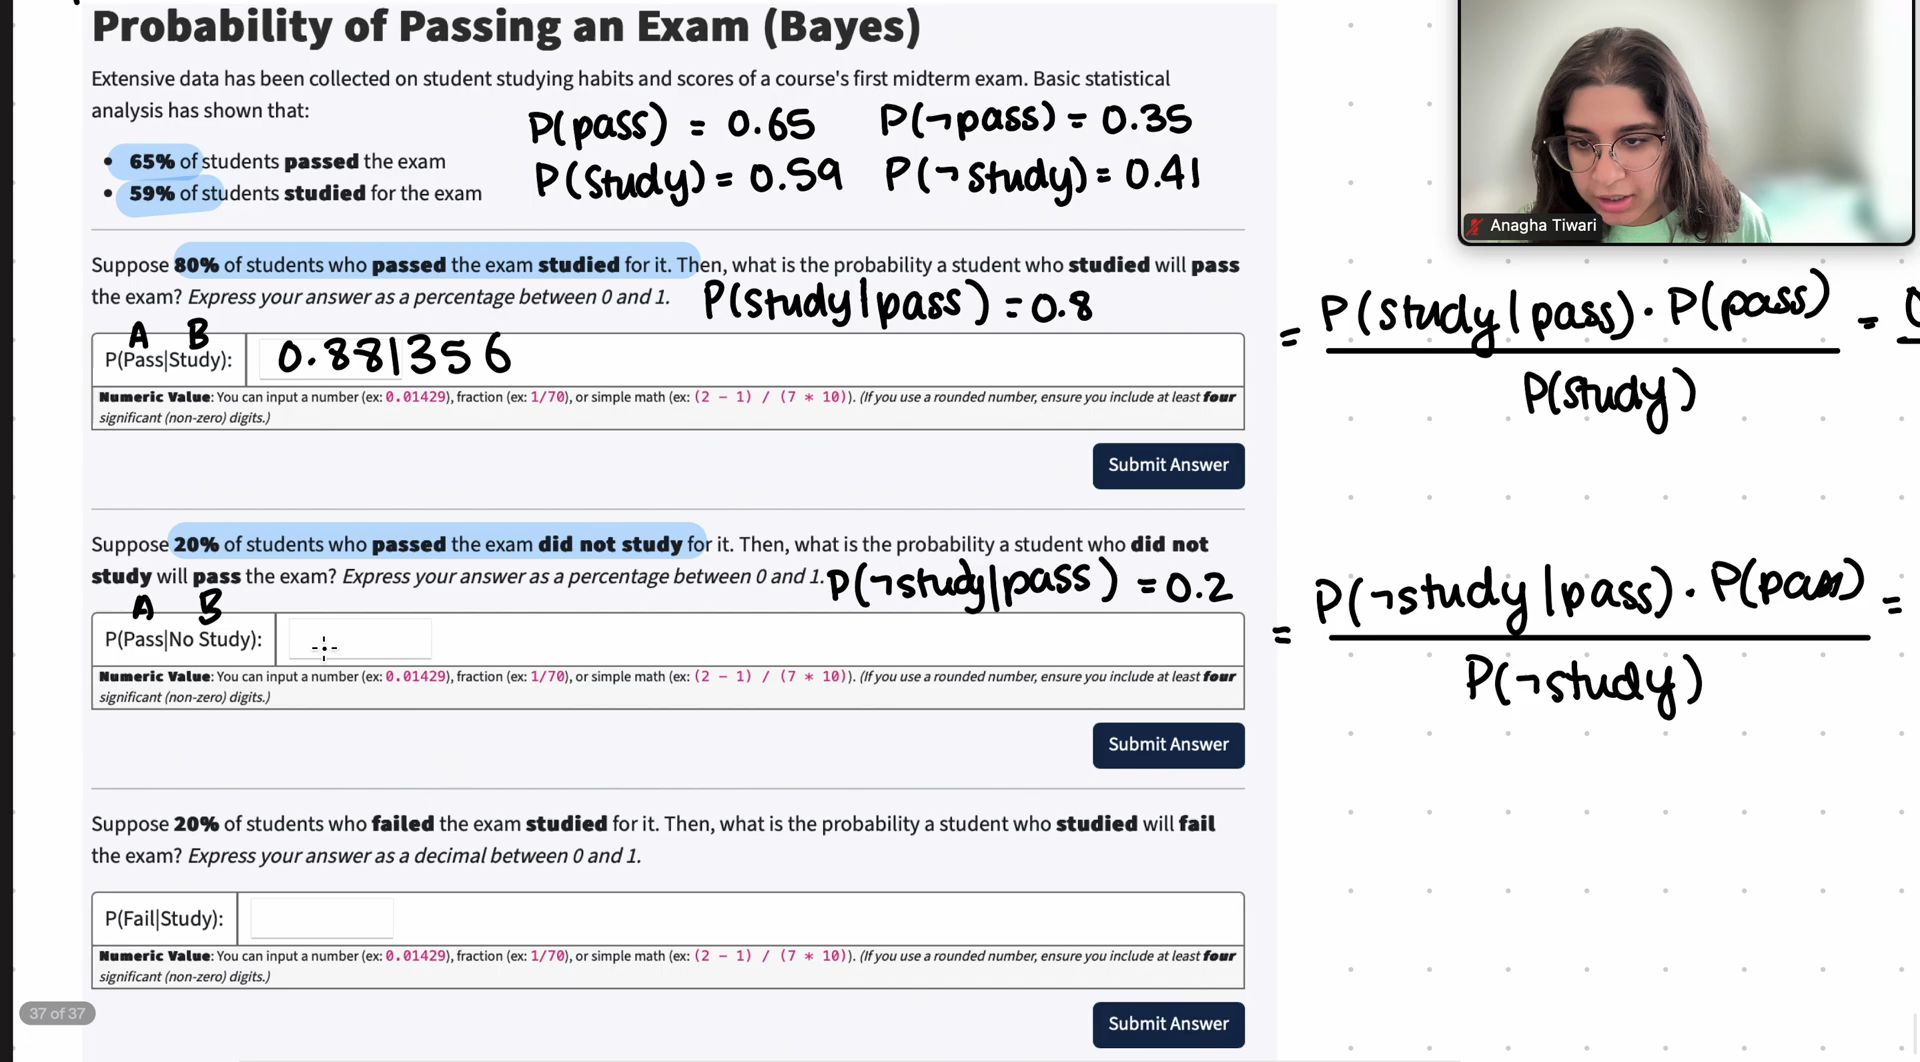 Probability of Passing an Exam (Bayes)
Extensive data has been collected on student studying habits and scores of a course's first midterm exam. Basic statistical
analysis has shown that:
P(pass) = 0.65 P(¬pass) = 0.35
• 65% of students passed the exam
• 59% of students studied for the exam
P(study) = 0.59 P(¬study) = 0.41
Anagha Tiwari
Suppose 80% of students who passed the exam studied for it. Then, what is the probability a student who studied will pass
the exam? Express your answer as a percentage between 0 and 1.
P(study|pass) = 0.8
A B
P(Pass|Study): 0.881356
= P(study|pass) · P(pass) =
P(study)
Numeric Value: You can input a number (ex: 0.01429), fraction (ex: 1/70), or simple math (ex: (2 - 1) / (7 * 10)). (If you use a rounded number, ensure you include at least four
significant (non-zero) digits.)
Submit Answer
Suppose 20% of students who passed the exam did not study for it. Then, what is the probability a student who did not
study will pass the exam? Express your answer as a percentage between 0 and 1.
P(¬study|pass) = 0.2
A B
P(Pass|No Study):
= P(¬study|pass) · P(pass) =
P(¬study)
Numeric Value: You can input a number (ex: 0.01429), fraction (ex: 1/70), or simple math (ex: (2 - 1) / (7 * 10)). (If you use a rounded number, ensure you include at least four
significant (non-zero) digits.)
Submit Answer
Suppose 20% of students who failed the exam studied for it. Then, what is the probability a student who studied will fail
the exam? Express your answer as a decimal between 0 and 1.
P(Fail|Study):
Numeric Value: You can input a number (ex: 0.01429), fraction (ex: 1/70), or simple math (ex: (2 - 1) / (7 * 10)). (If you use a rounded number, ensure you include at least four
significant (non-zero) digits.)
37 of 37
Submit Answer